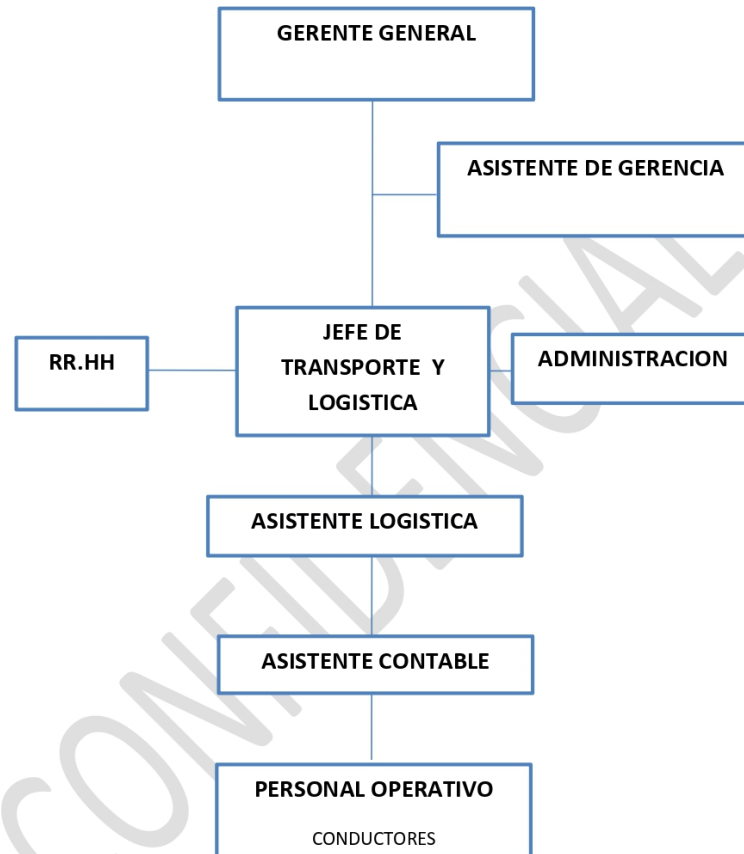 GERENTE GENERAL
ASISTENTE DE GERENCIA
JEFE DE
TRANSPORTE Y
LOGISTICA
RR.HH
ADMINISTRACION
ASISTENTE LOGISTICA
ASISTENTE CONTABLE
PERSONAL OPERATIVO
CONDUCTORES
CONFIDENCIAL